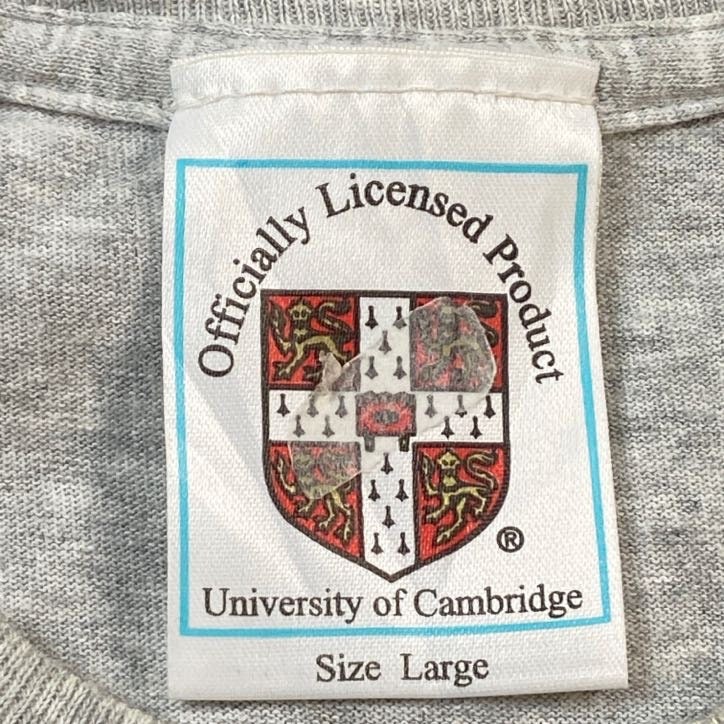 Officially Licensed Product
®
University of Cambridge
Size Large